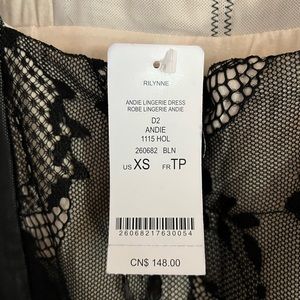 RILYNNE
ANDIE LINGERIE DRESS
ROBE LINGERIE ANDIE
D2
ANDIE
1115 HOL
260682 BLN
US XS FR TP
26068217630054
CN$ 148.00